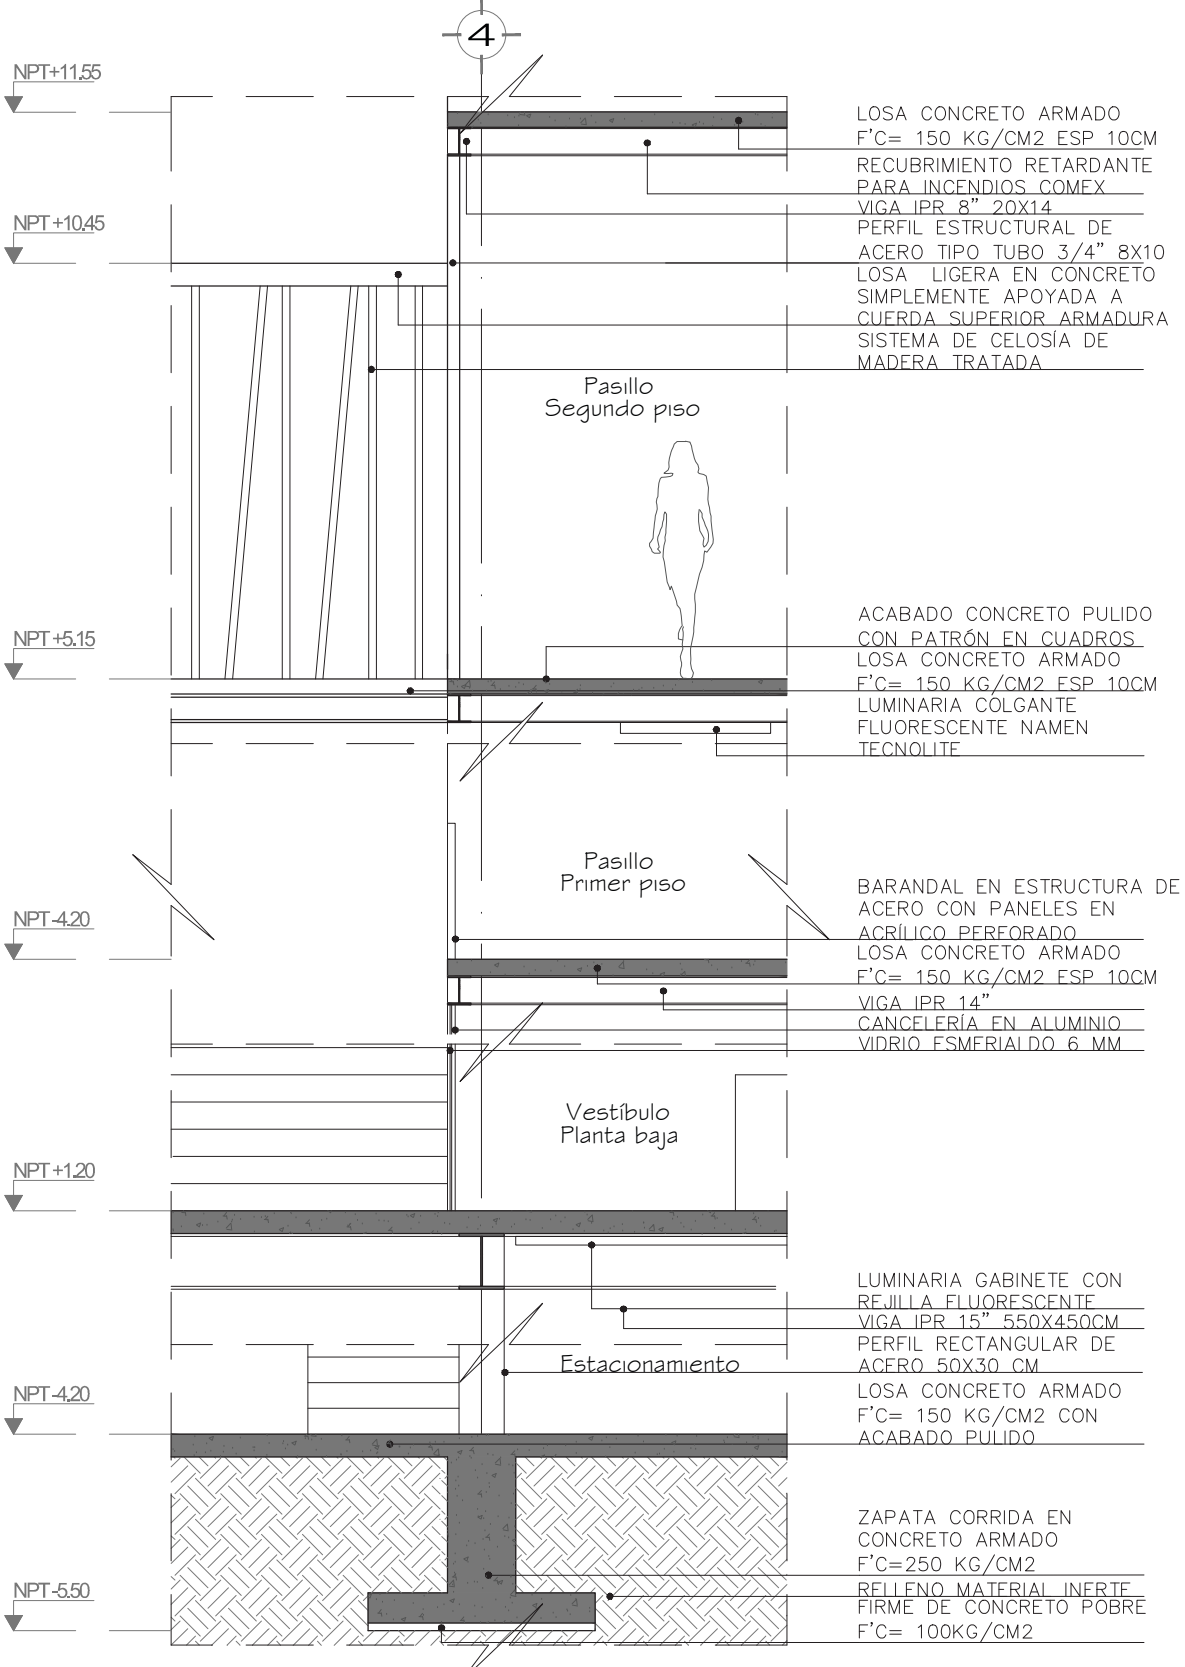 4
NPT+11.55
LOSA CONCRETO ARMADO
F'C= 150 KG/CM2 ESP 10CM
RECUBRIMIENTO RETARDANTE
PARA INCENDIOS COMEX
VIGA IPR 8" 20X14
NPT+10.45
PERFIL ESTRUCTURAL DE
ACERO TIPO TUBO 3/4" 8X10
LOSA LIGERA EN CONCRETO
SIMPLEMENTE APOYADA A
CUERDA SUPERIOR ARMADURA
SISTEMA DE CELOSÍA DE
MADERA TRATADA
Pasillo
Segundo piso
NPT+5.15
ACABADO CONCRETO PULIDO
CON PATRÓN EN CUADROS
LOSA CONCRETO ARMADO
F'C= 150 KG/CM2 ESP 10CM
LUMINARIA COLGANTE
FLUORESCENTE NAMEN
TECNOLITE
Pasillo
Primer piso
NPT-4.20
BARANDAL EN ESTRUCTURA DE
ACERO CON PANELES EN
ACRÍLICO PERFORADO
LOSA CONCRETO ARMADO
F'C= 150 KG/CM2 ESP 10CM
VIGA IPR 14"
CANCELERÍA EN ALUMINIO
VIDRIO ESMERIALDO 6 MM
Vestíbulo
Planta baja
NPT+1.20
LUMINARIA GABINETE CON
REJILLA FLUORESCENTE
VIGA IPR 15" 550X450CM
PERFIL RECTANGULAR DE
ACERO 50X30 CM
Estacionamiento
NPT-4.20
LOSA CONCRETO ARMADO
F'C= 150 KG/CM2 CON
ACABADO PULIDO
ZAPATA CORRIDA EN
CONCRETO ARMADO
F'C=250 KG/CM2
NPT-5.50
RELLENO MATERIAL INERTE
FIRME DE CONCRETO POBRE
F'C= 100KG/CM2